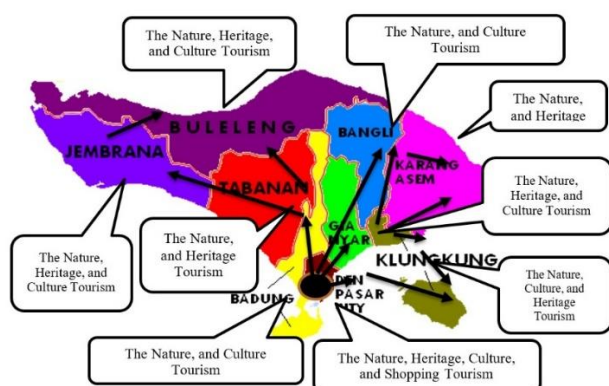 The Nature, Heritage,
and Culture Tourism
The Nature, and Culture
Tourism
The Nature,
and Heritage
BULELENG
BANGLI
JEMBRANA
KARANG
ASEM
TABANAN
The Nature,
Heritage, and
Culture Tourism
GIA
NYAR
The Nature,
Heritage, and
Culture Tourism
The Nature,
and Heritage
Tourism
KLUNGKUNG
BADUNG
DEN
PASAR
The Nature,
Culture, and
Heritage
Tourism
The Nature, and Culture
Tourism
The Nature, Heritage, Culture,
and Shopping Tourism